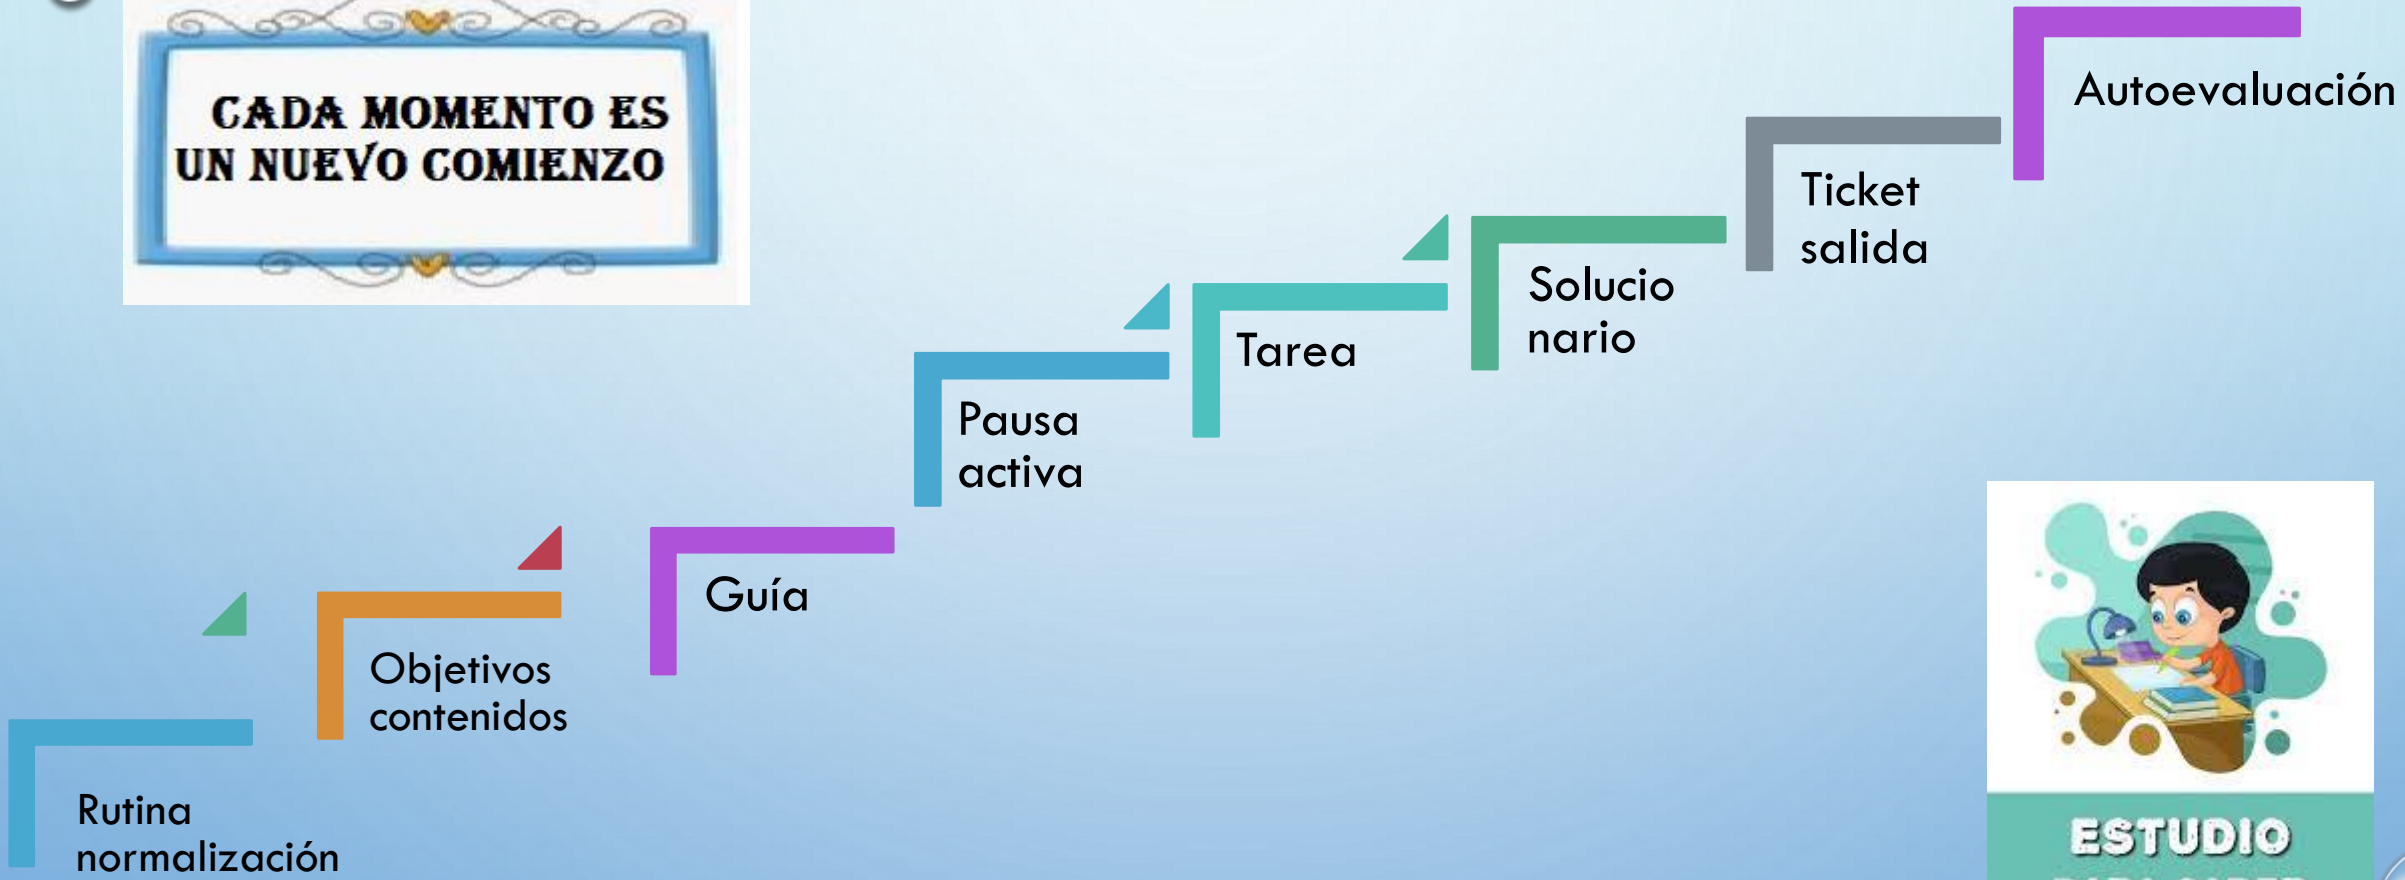 CADA MOMENTO ES
UN NUEVO COMIENZO
Autoevaluación
Ticket
salida
Solucio
nario
Tarea
Pausa
activa
Guía
Objetivos
contenidos
Rutina
normalización
ESTUDIO